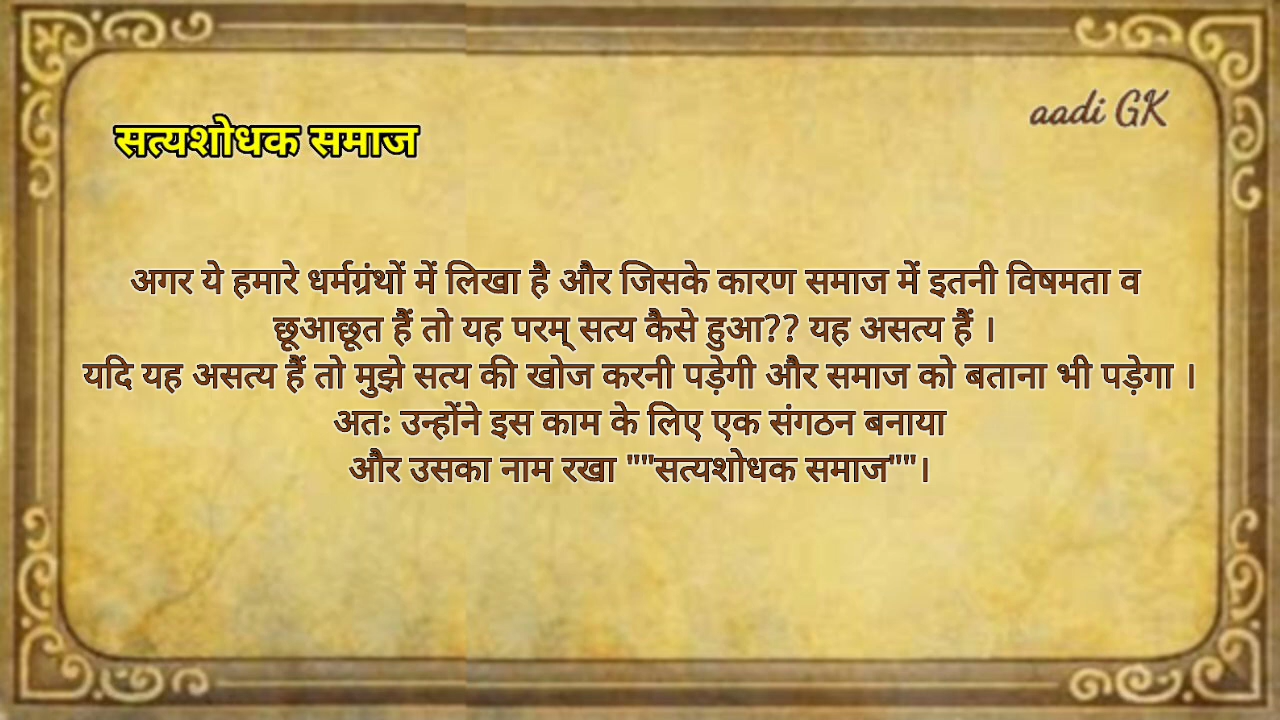 aadi GK
सत्यशोधक समाज
अगर ये हमारे धर्मग्रंथों में लिखा है और जिसके कारण समाज में इतनी विषमता व
छूआछूत हैं तो यह परम् सत्य कैसे हुआ?? यह असत्य हैं ।
यदि यह असत्य हैं तो मुझे सत्य की खोज करनी पड़ेगी और समाज को बताना भी पड़ेगा ।
अतः उन्होंने इस काम के लिए एक संगठन बनाया
और उसका नाम रखा ""सत्यशोधक समाज""।